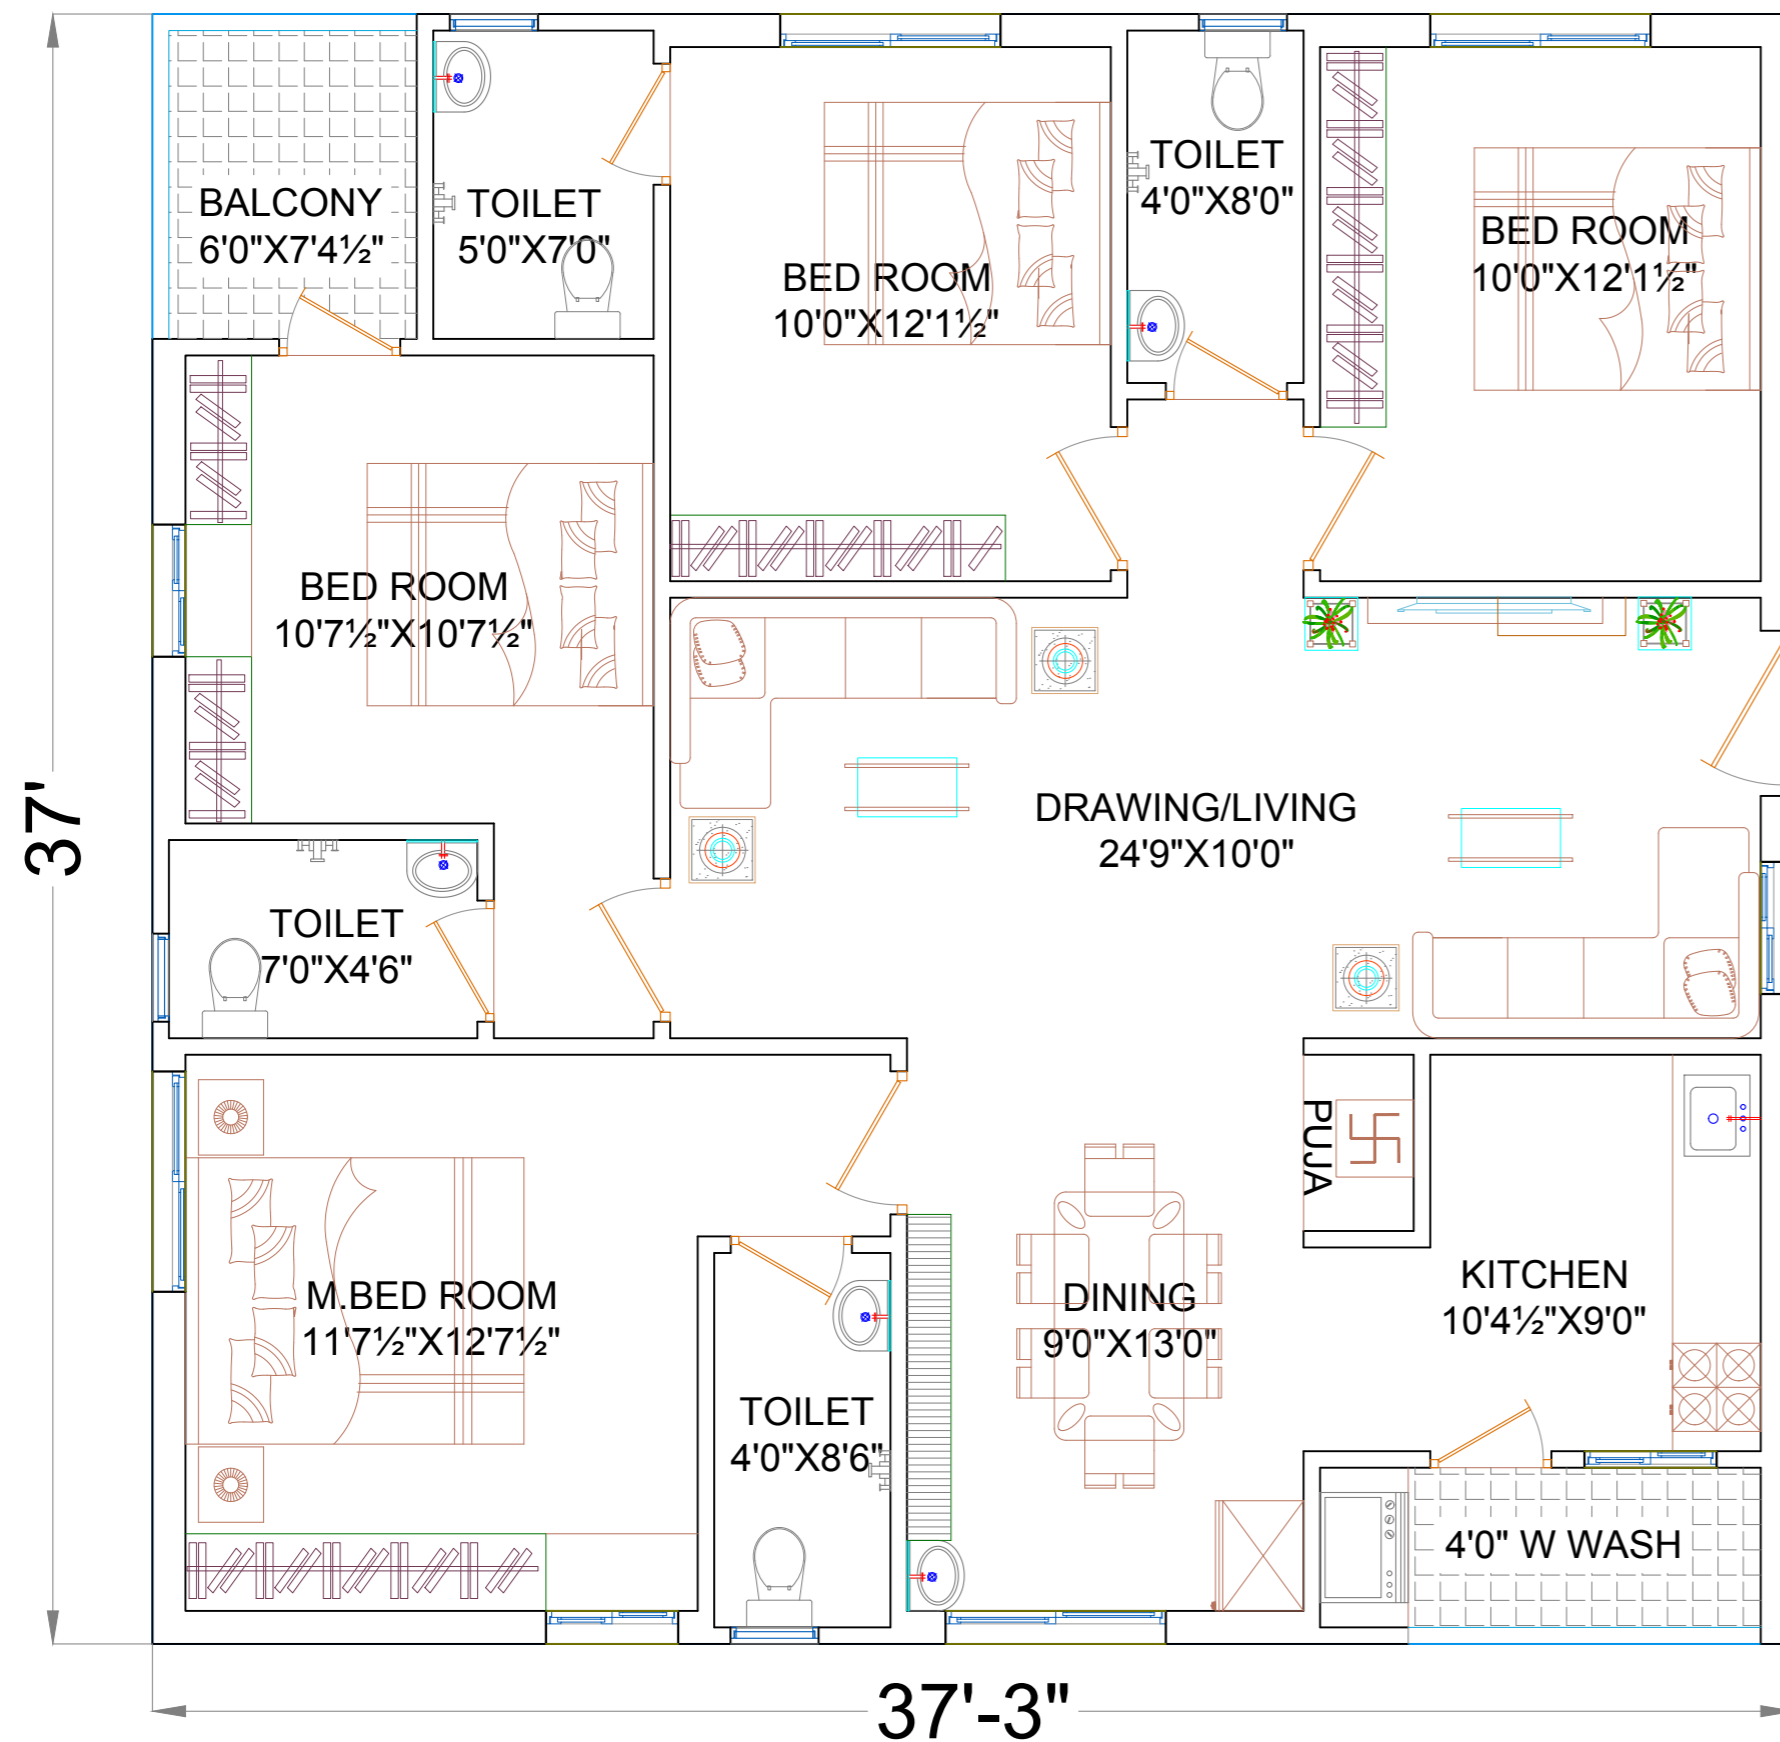 BALCONY
6'0"X7'4½"
TOILET
5'0"X7'0"
BED ROOM
10'0"X12'1½"
TOILET
4'0"X8'0"
BED ROOM
10'0"X12'1½"
BED ROOM
10'7½"X10'7½"
DRAWING/LIVING
24'9"X10'0"
37'
TOILET
7'0"X4'6"
PUJA
M.BED ROOM
11'7½"X12'7½"
DINING
9'0"X13'0"
KITCHEN
10'4½"X9'0"
TOILET
4'0"X8'6"
4'0" W WASH
37'-3"